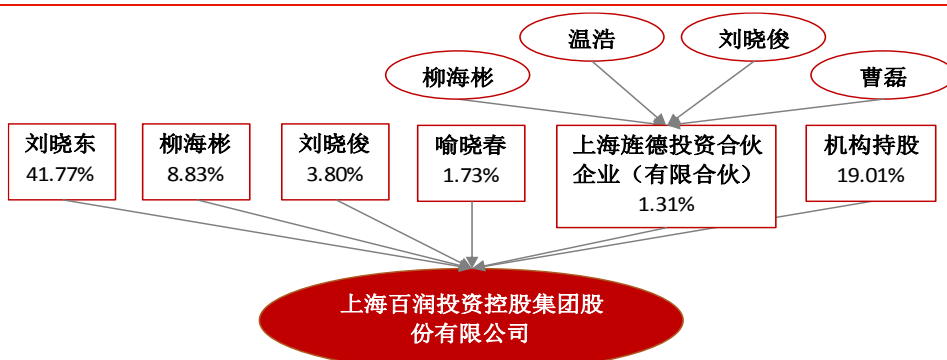 温浩
刘晓俊
柳海彬
曹磊
刘晓东
41.77%
柳海彬
8.83%
刘晓俊
3.80%
喻晓春
1.73%
上海旌德投资合伙
企业（有限合伙）
1.31%
机构持股
19.01%
上海百润投资控股集团股
份有限公司